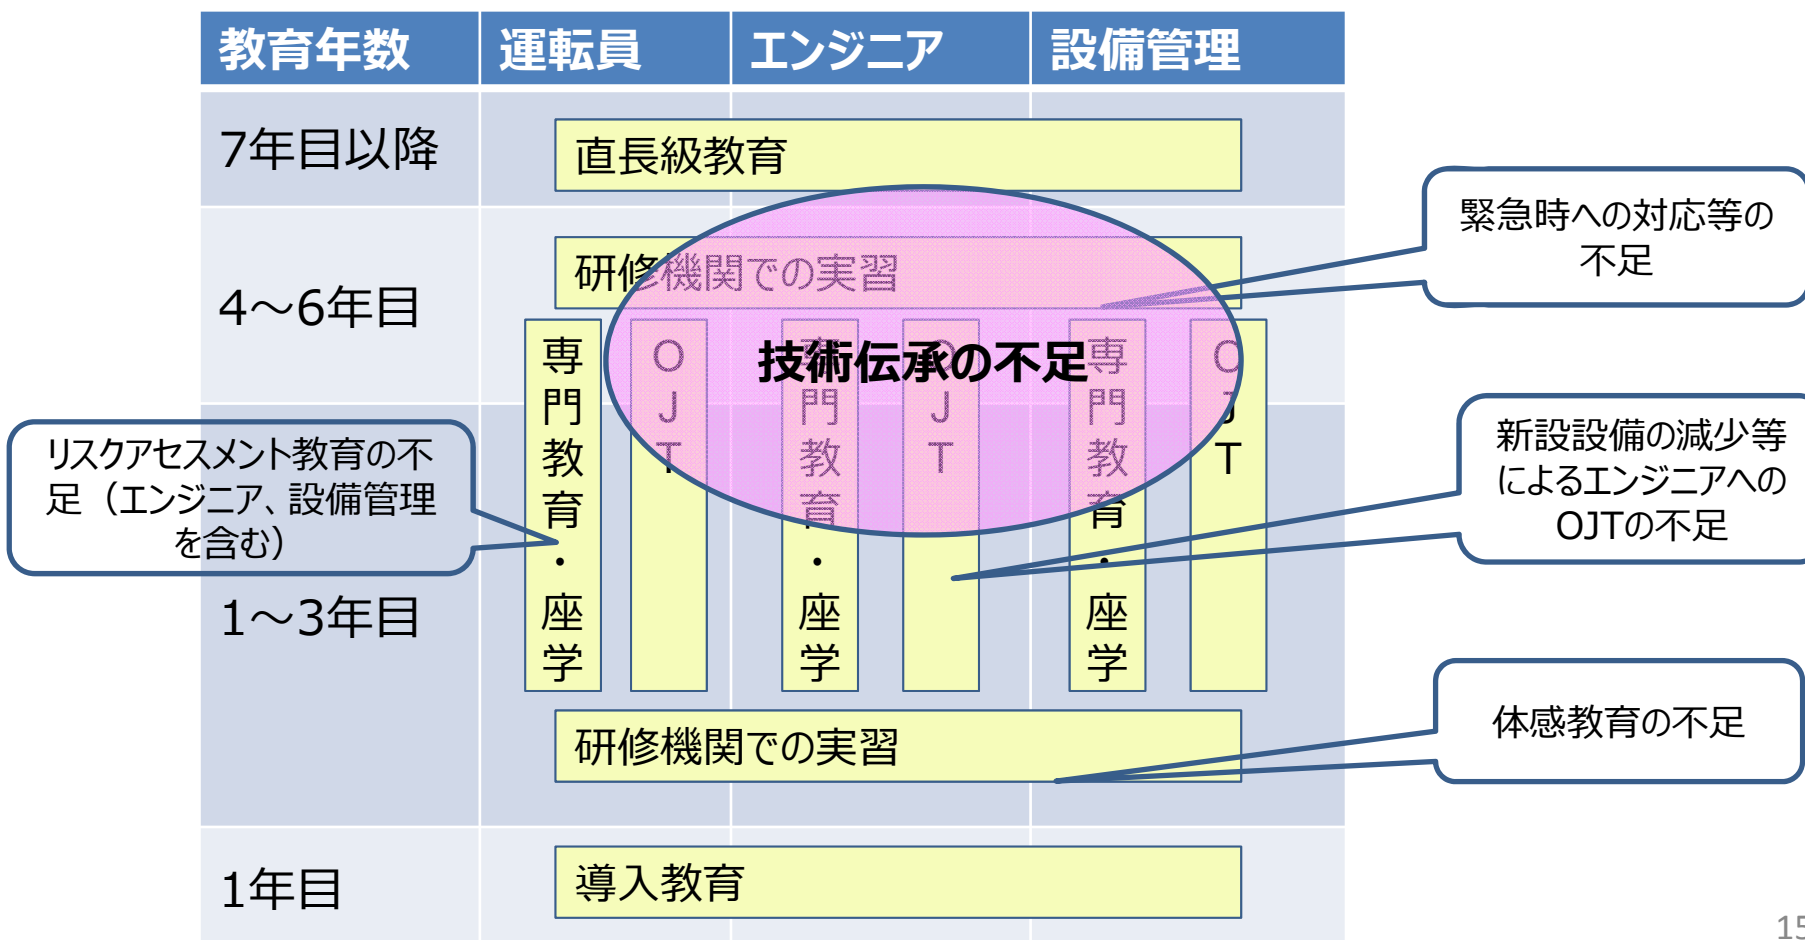 教育年数 運転員 エンジニア 設備管理
7年目以降
直長級教育
4～6年目
研修機関での実習
緊急時への対応等の
不足
専門教育・座学
OJT
専門教育・座学
OJT
専門教育・座学
OJT
技術伝承の不足
リスクアセスメント教育の不
足（エンジニア、設備管理
を含む）
新設設備の減少等
によるエンジニアへの
OJTの不足
1～3年目
研修機関での実習
体感教育の不足
1年目
導入教育
15